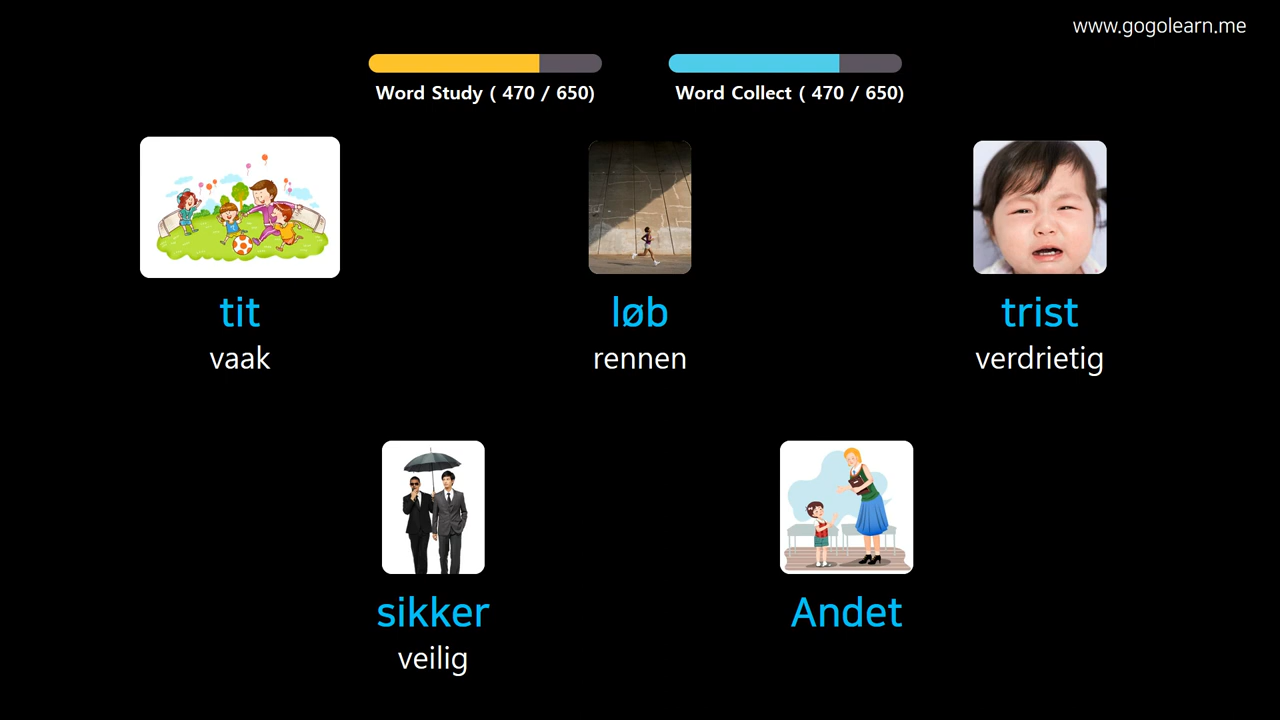 www.gogolearn.me
Word Study ( 470 / 650)
Word Collect ( 470 / 650)
tit
vaak
løb
rennen
trist
verdrietig
sikker
veilig
Andet